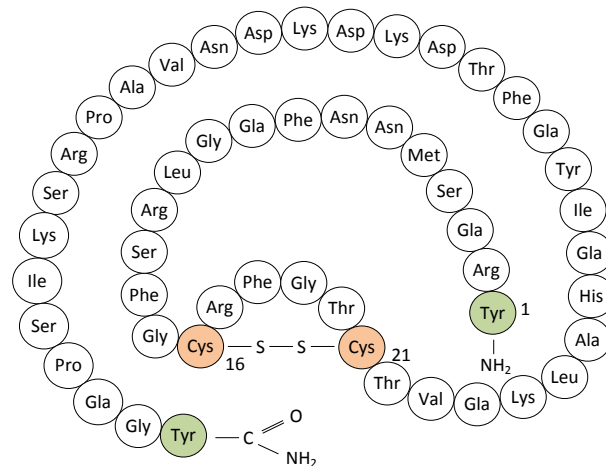 NH₂
Tyr
1
Arg
Gla
Ser
Met
Asn
Asn
Phe
Gla
Gly
Leu
Arg
Ser
Phe
Gly
Cys
16
S
S
Arg
Phe
Gly
Thr
Cys
21
Thr
Val
Gla
Lys
Leu
Ala
His
Gla
Ile
Tyr
Gla
Phe
Thr
Asp
Lys
Asp
Lys
Asp
Asn
Val
Ala
Pro
Arg
Ser
Lys
Ile
Ser
Pro
Gla
Gly
Tyr
C
O
NH₂